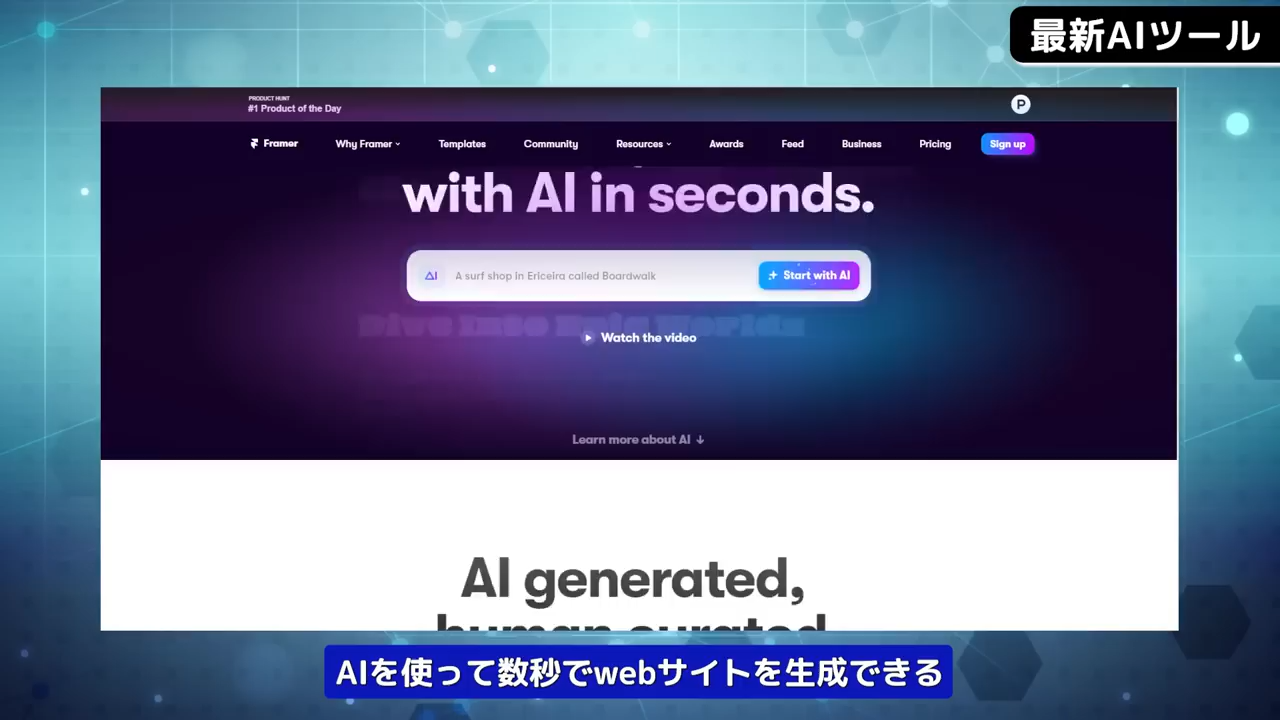 最新AIツール
PRODUCT HUNT
#1 Product of the Day
P
Framer
Why Framer
Templates
Community
Resources
Awards
Feed
Business
Pricing
Sign up
with AI in seconds.
AI
A surf shop in Ericeira called Boardwalk
Start with AI
Watch the video
Learn more about AI ↓
AI generated,
human curated
AIを使って数秒でwebサイトを生成できる